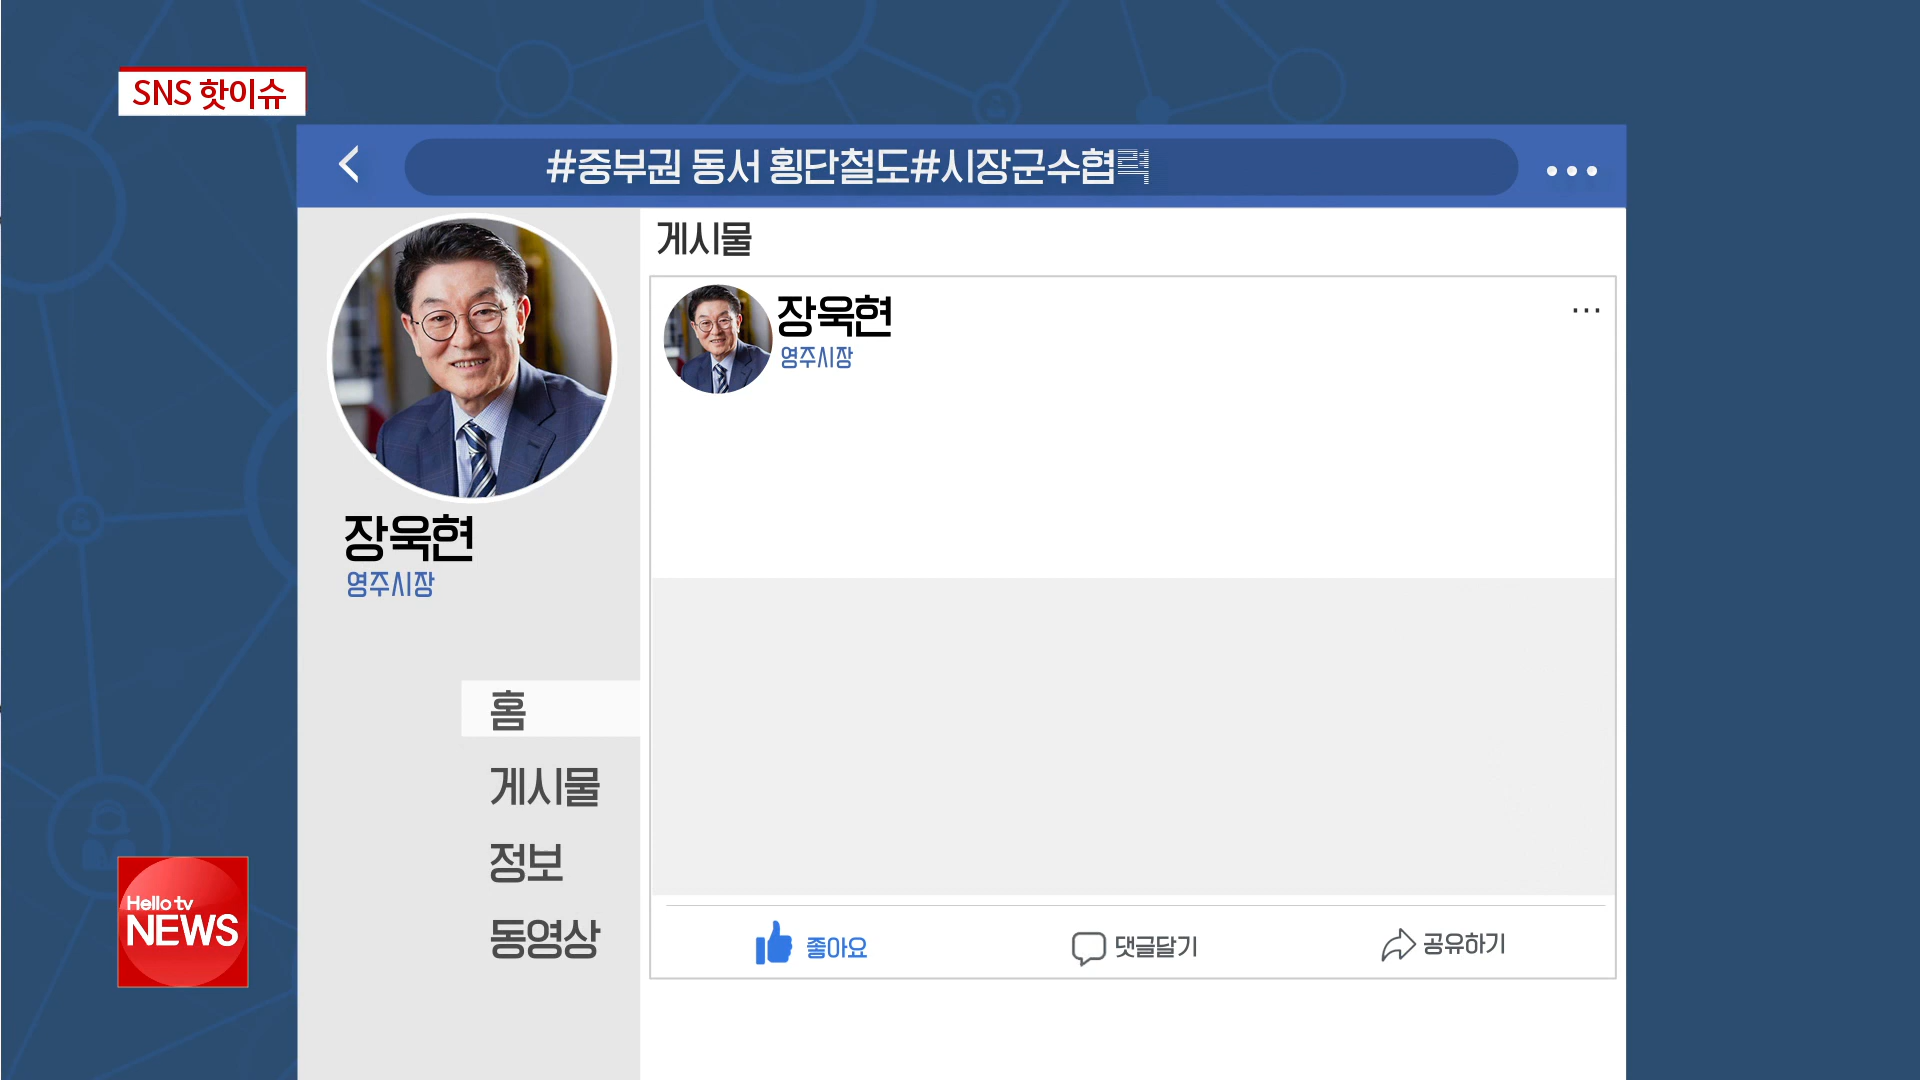 SNS 핫이슈
#중부권 동서 횡단철도#시장군수협력
게시물
장욱현
영주시장
...
장욱현
영주시장
홈
게시물
정보
동영상
좋아요
댓글달기
공유하기
Hello tv
NEWS